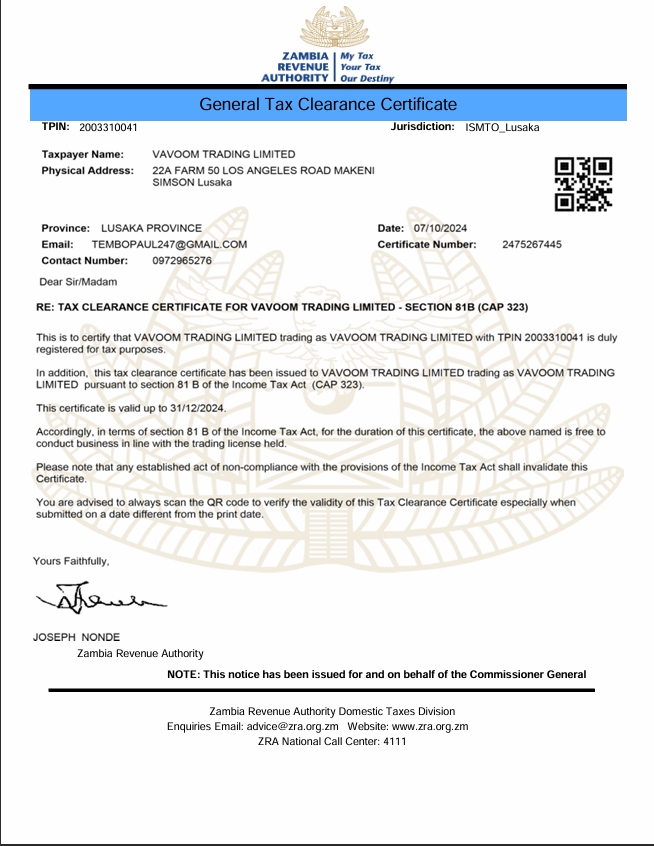 ZAMBIA
REVENUE
AUTHORITY
My Tax
Your Tax
Our Destiny
General Tax Clearance Certificate
TPIN: 2003310041 Jurisdiction: ISMTO_Lusaka
Taxpayer Name: VAVOOM TRADING LIMITED
Physical Address: 22A FARM 50 LOS ANGELES ROAD MAKENI
SIMSON Lusaka
Province: LUSAKA PROVINCE Date: 07/10/2024
Email: TEMBOPAUL247@GMAIL.COM Certificate Number: 2475267445
Contact Number: 0972965276
Dear Sir/Madam
RE: TAX CLEARANCE CERTIFICATE FOR VAVOOM TRADING LIMITED - SECTION 81B (CAP 323)
This is to certify that VAVOOM TRADING LIMITED trading as VAVOOM TRADING LIMITED with TPIN 2003310041 is duly
registered for tax purposes.
In addition, this tax clearance certificate has been issued to VAVOOM TRADING LIMITED trading as VAVOOM TRADING
LIMITED pursuant to section 81 B of the Income Tax Act (CAP 323).
This certificate is valid up to 31/12/2024.
Accordingly, in terms of section 81 B of the Income Tax Act, for the duration of this certificate, the above named is free to
conduct business in line with the trading license held.
Please note that any established act of non-compliance with the provisions of the Income Tax Act shall invalidate this
Certificate.
You are advised to always scan the QR code to verify the validity of this Tax Clearance Certificate especially when
submitted on a date different from the print date.
Yours Faithfully,
JOSEPH NONDE
Zambia Revenue Authority
NOTE: This notice has been issued for and on behalf of the Commissioner General
Zambia Revenue Authority Domestic Taxes Division
Enquiries Email: advice@zra.org.zm Website: www.zra.org.zm
ZRA National Call Center: 4111